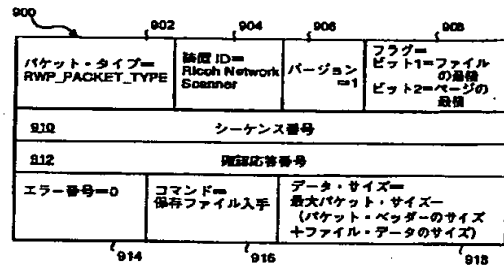 900
902
904
906
908
パケット・タイプ＝
RWP_PACKET_TYPE
装置 ID＝
Ricoh Network
Scanner
バージョン
＝1
フラグ＝
ビット1＝ファイル
の最後
ビット2＝ページの
最後
910 シーケンス番号
912 確認応答番号
エラー番号＝0
コマンド＝
保存ファイル入手
データ・サイズ＝
最大パケット・サイズ－
(パケット・ヘッダーのサイズ
＋ファイル・データのサイズ)
914
916
918